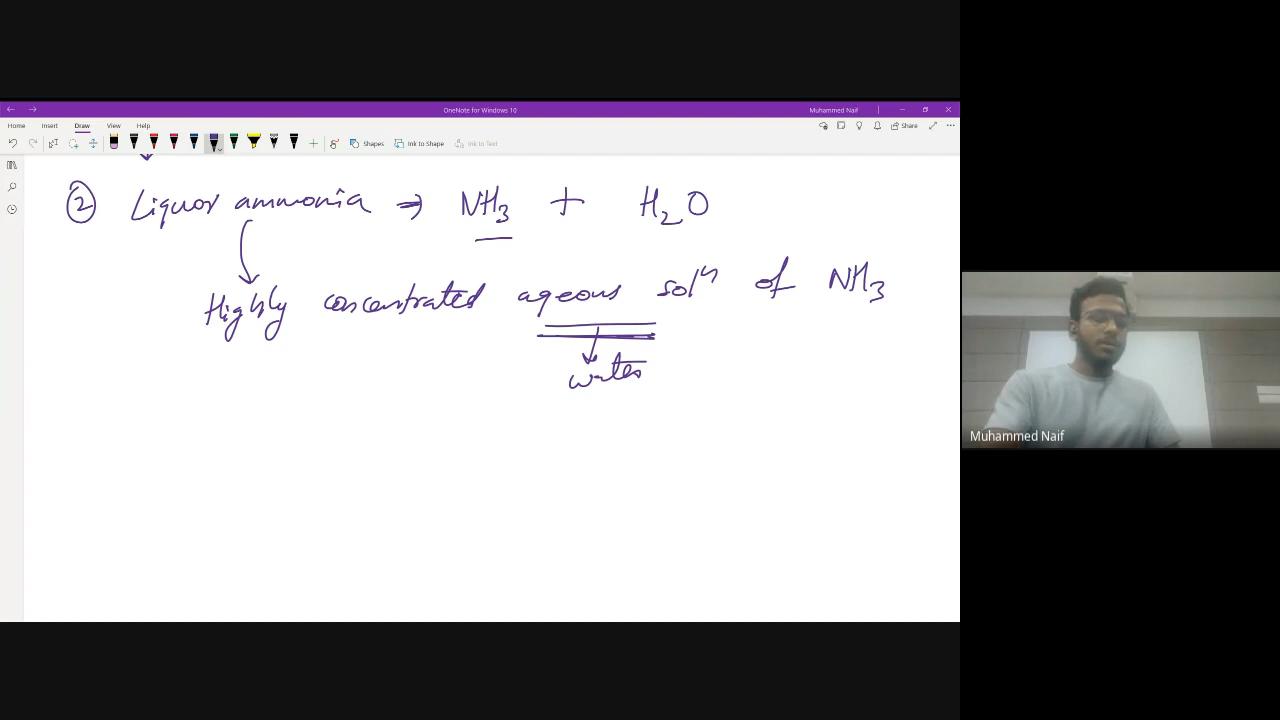 OneNote for Windows 10
Muhammed Naif
Home Insert Draw View Help
Shapes Ink to Shape Ink to Text Share
② Liquor ammonia ⇒ NH₃ + H₂O
Highly concentrated aqeous solⁿ of NH₃
water
Muhammed Naif